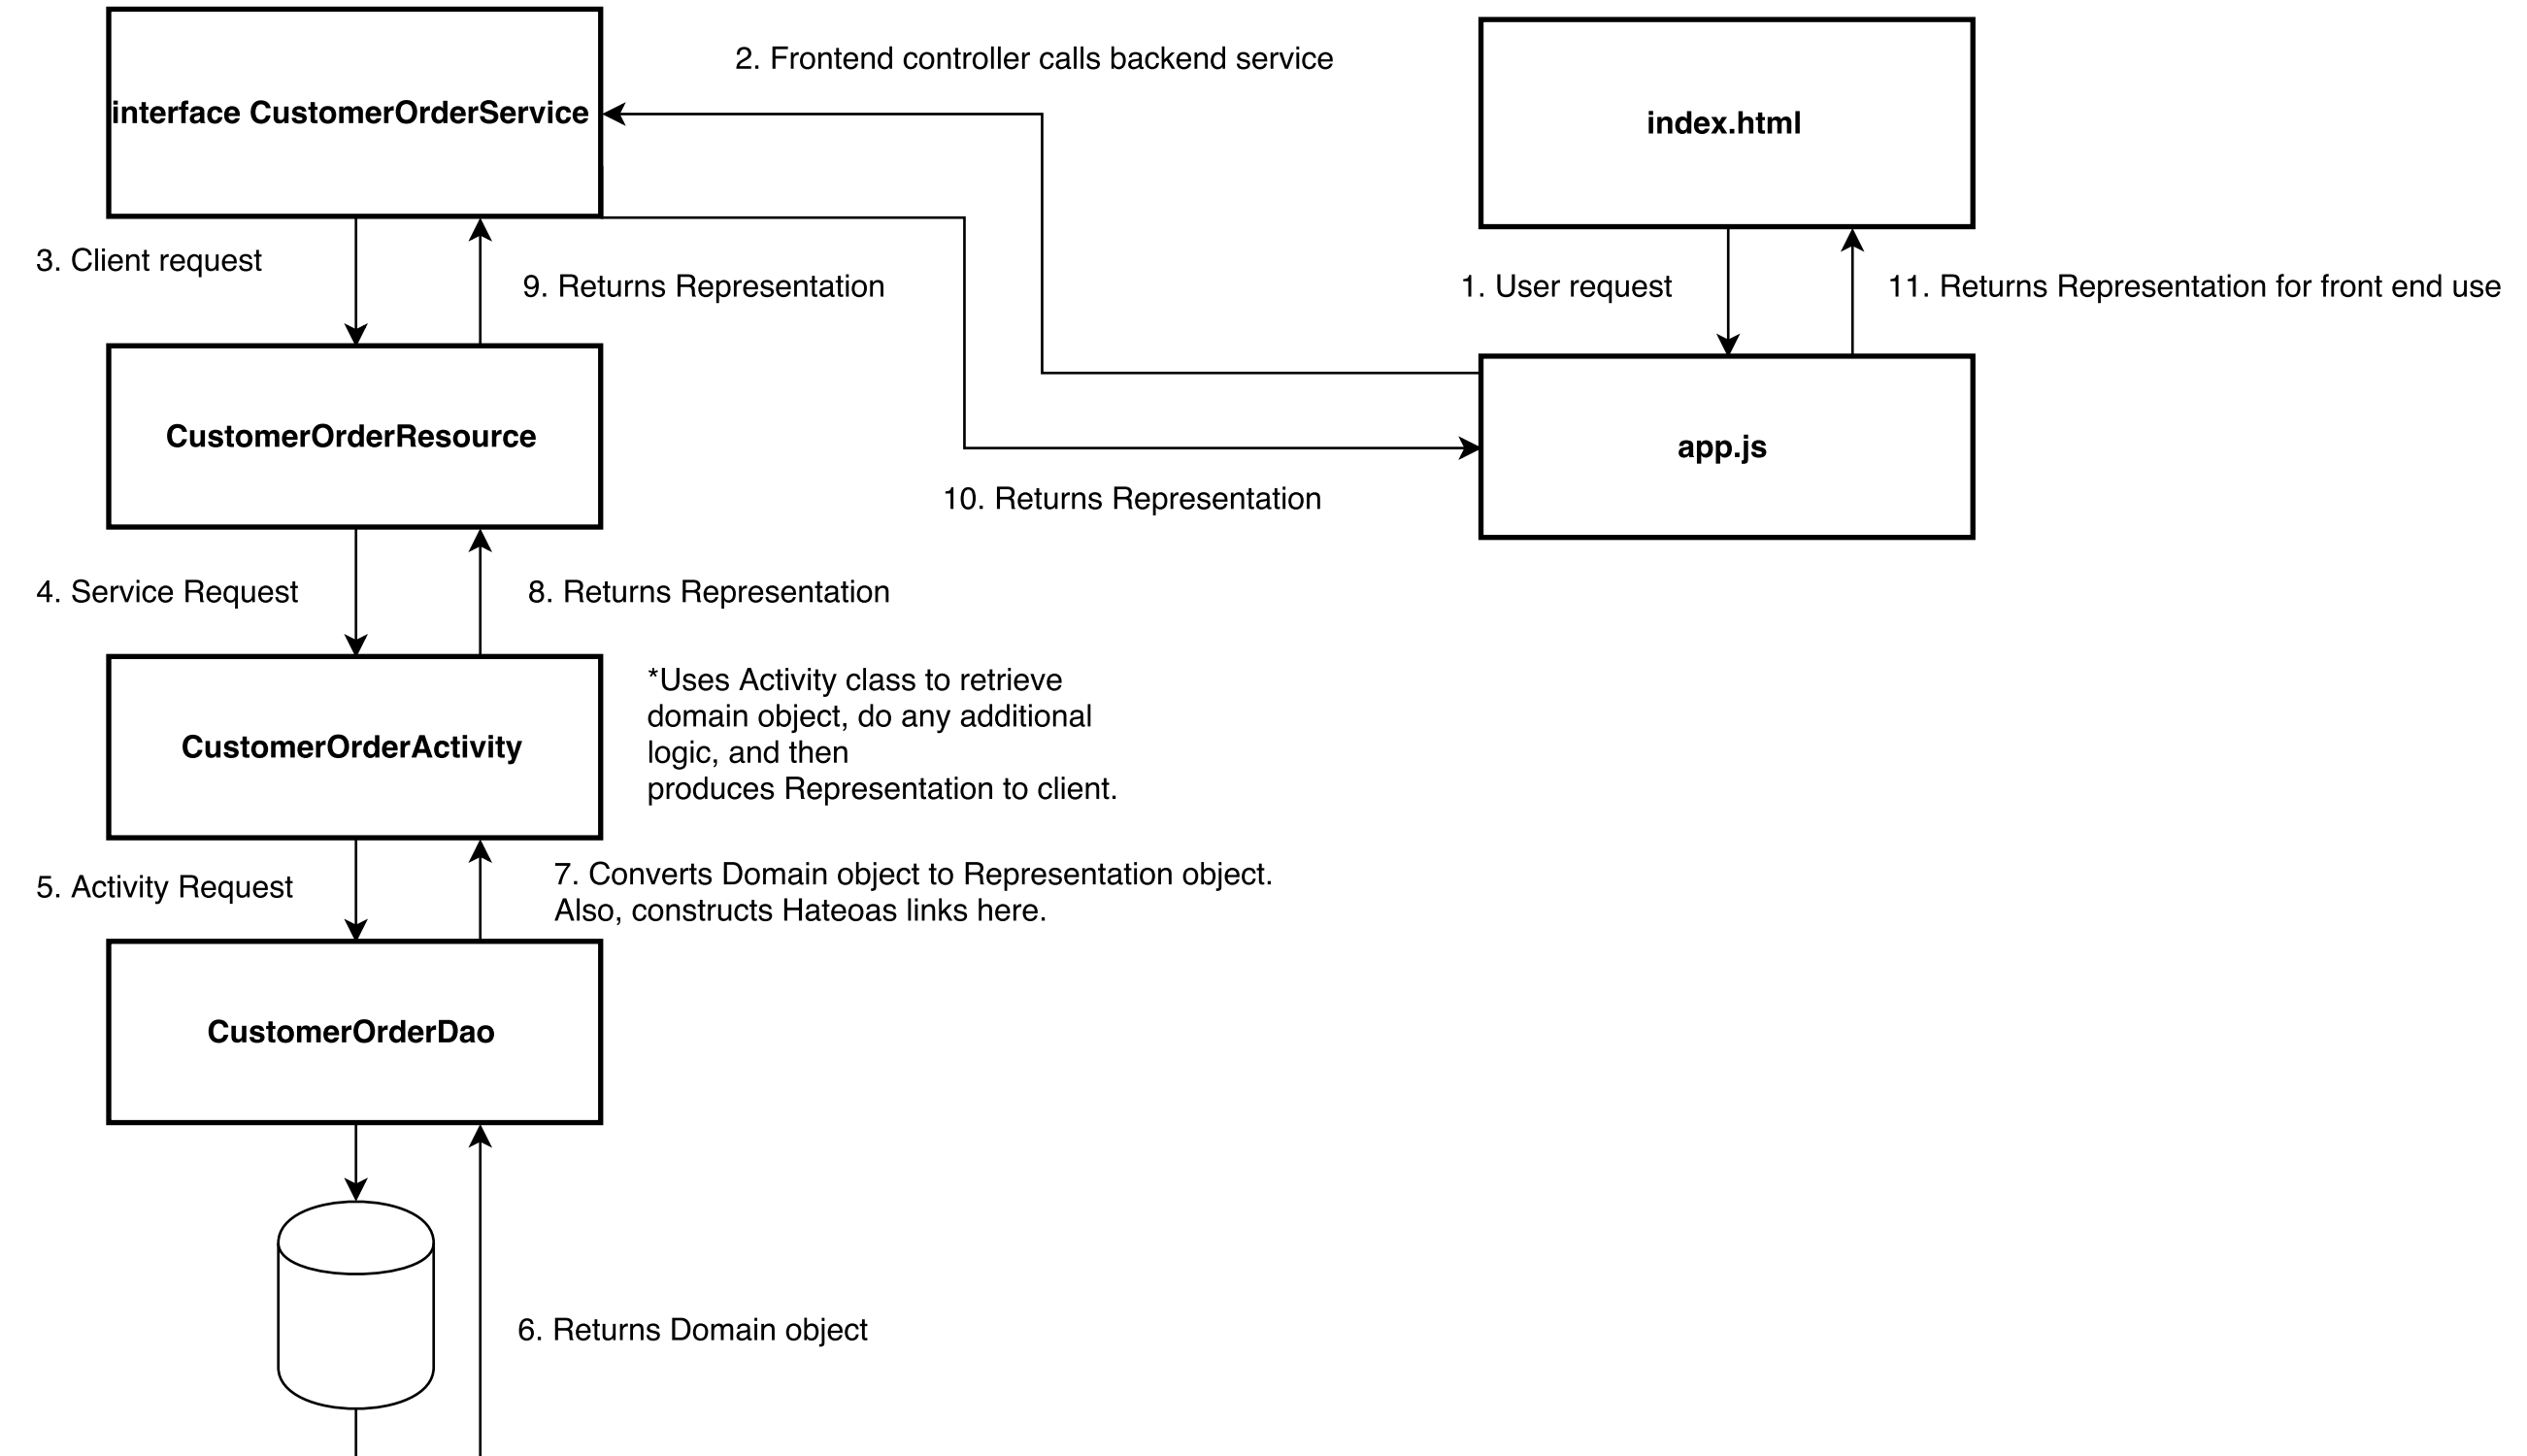 2. Frontend controller calls backend service
interface CustomerOrderService
index.html
3. Client request
9. Returns Representation
1. User request
11. Returns Representation for front end use
CustomerOrderResource
app.js
10. Returns Representation
4. Service Request
8. Returns Representation
*Uses Activity class to retrieve
domain object, do any additional
logic, and then
produces Representation to client.
CustomerOrderActivity
5. Activity Request
7. Converts Domain object to Representation object.
Also, constructs Hateoas links here.
CustomerOrderDao
6. Returns Domain object